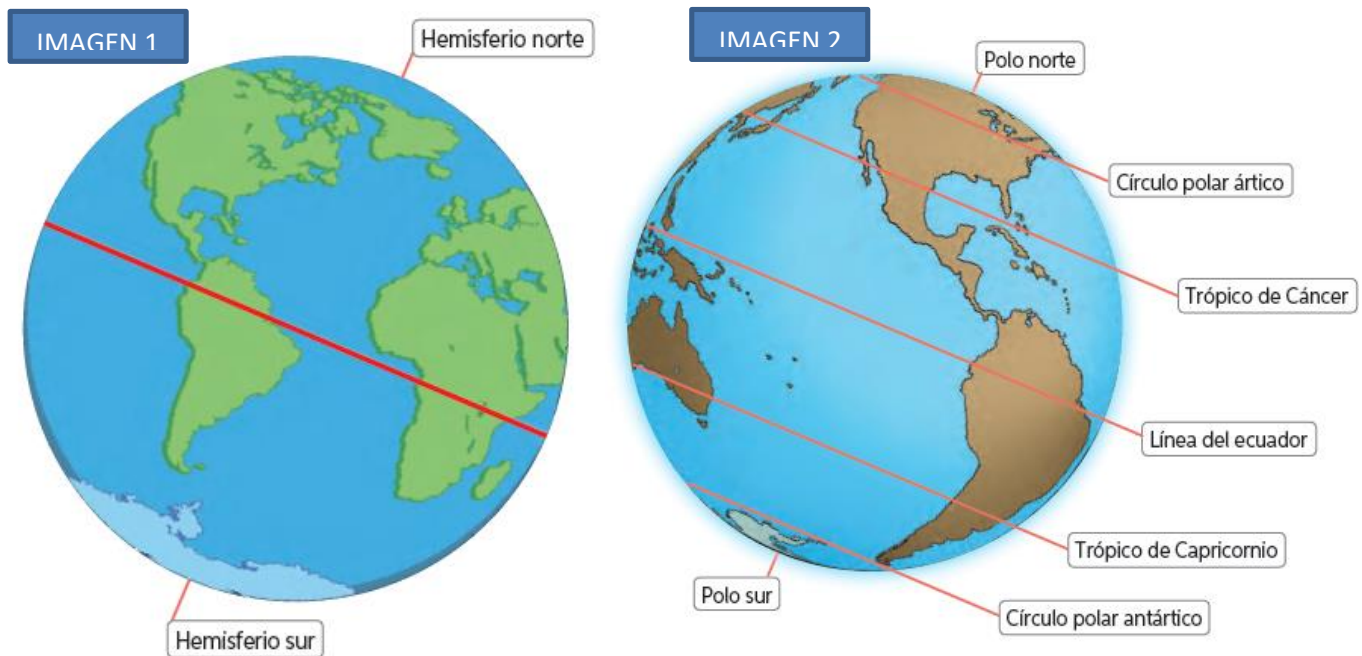 IMAGEN 1
Hemisferio norte
Hemisferio sur
IMAGEN 2
Polo norte
Círculo polar ártico
Trópico de Cáncer
Línea del ecuador
Trópico de Capricornio
Polo sur
Círculo polar antártico